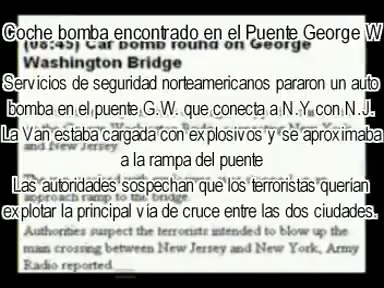 Coche bomba encontrado en el Puente George W
(08:45) Car bomb found on George
Washington Bridge
Servicios de seguridad norteamericanos pararon un auto
bomba en el puente G.W. que conecta a N.Y. con N.J.
La Van estaba cargada con explosivos y se aproximaba
and New Jersey
a la rampa del puente
Las autoridades sospechan que los terroristas querían
approach ramp to the bridge.
explotar la principal vía de cruce entre las dos ciudades.
Authorities suspect the terrorists intended to blow up the
main crossing between New Jersey and New York, Army
Radio reported